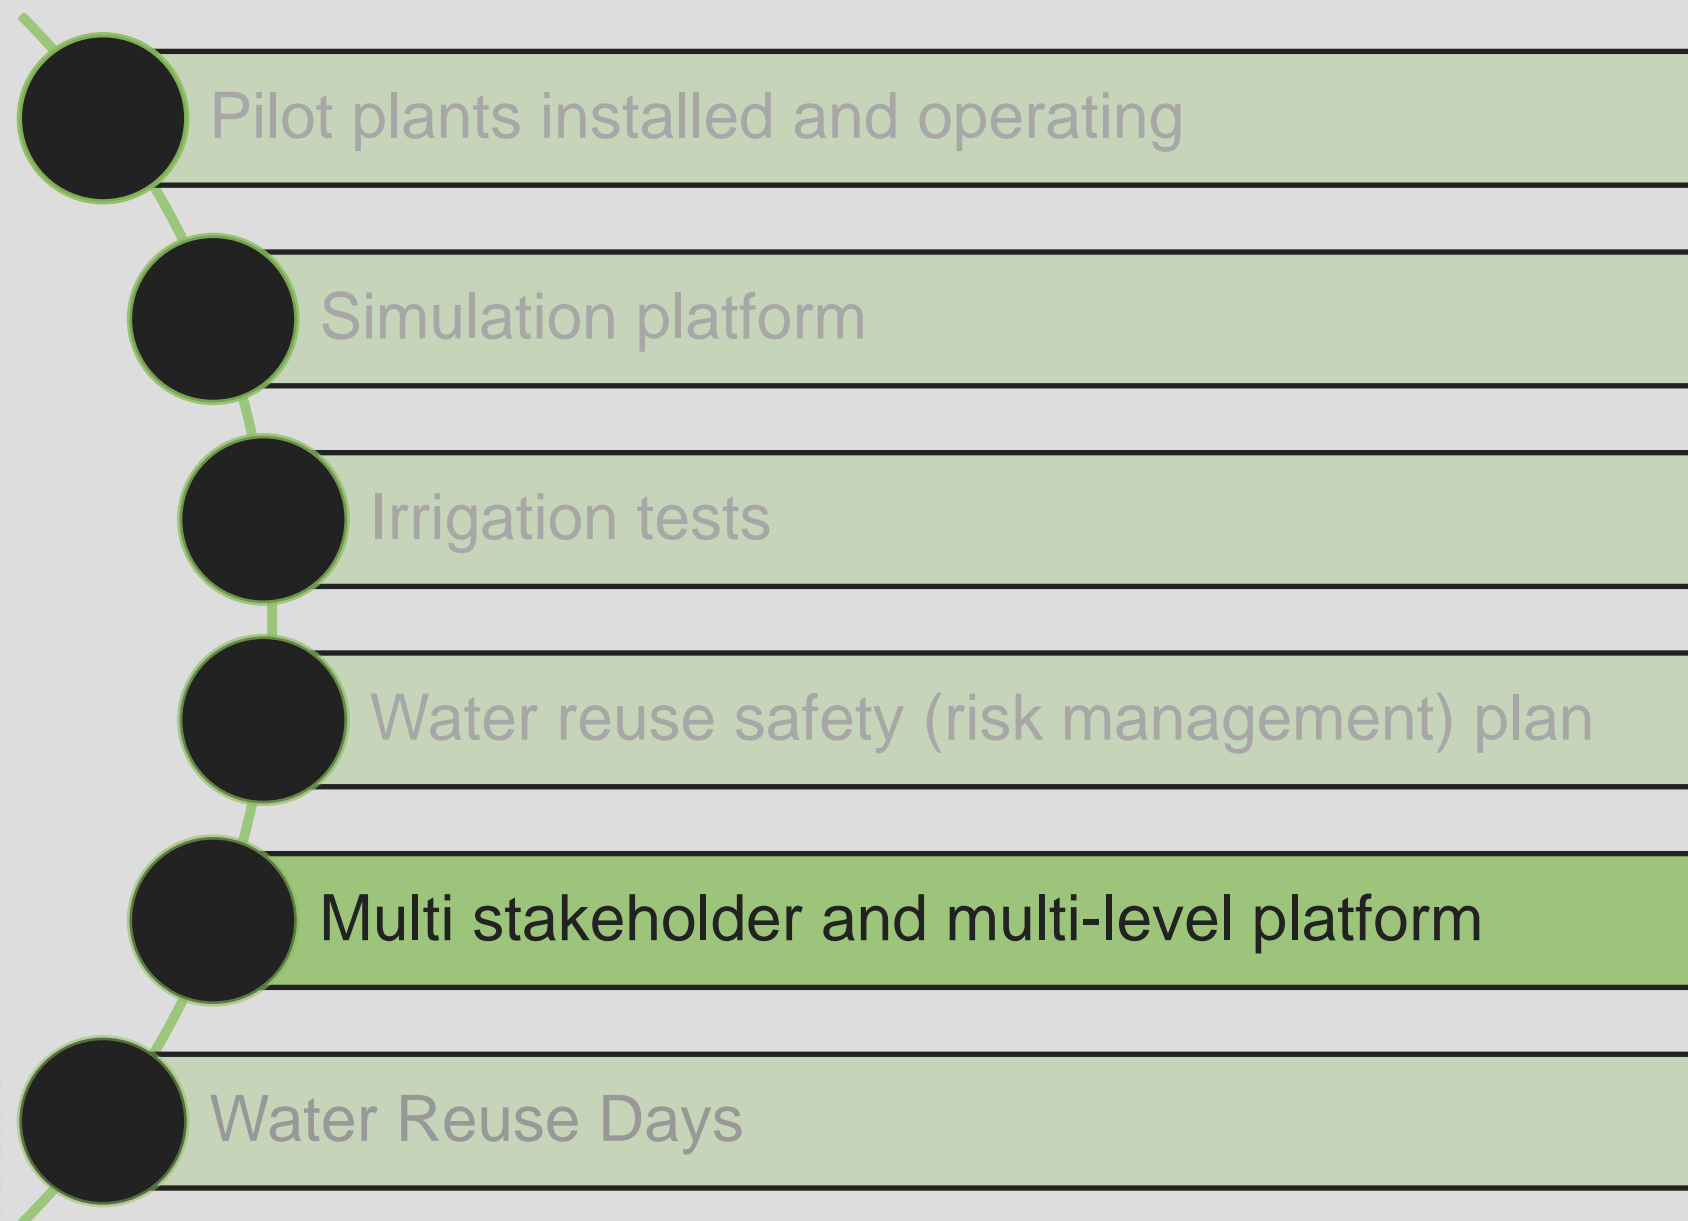 Pilot plants installed and operating
Simulation platform
Irrigation tests
Water reuse safety (risk management) plan
Multi stakeholder and multi-level platform
Water Reuse Days